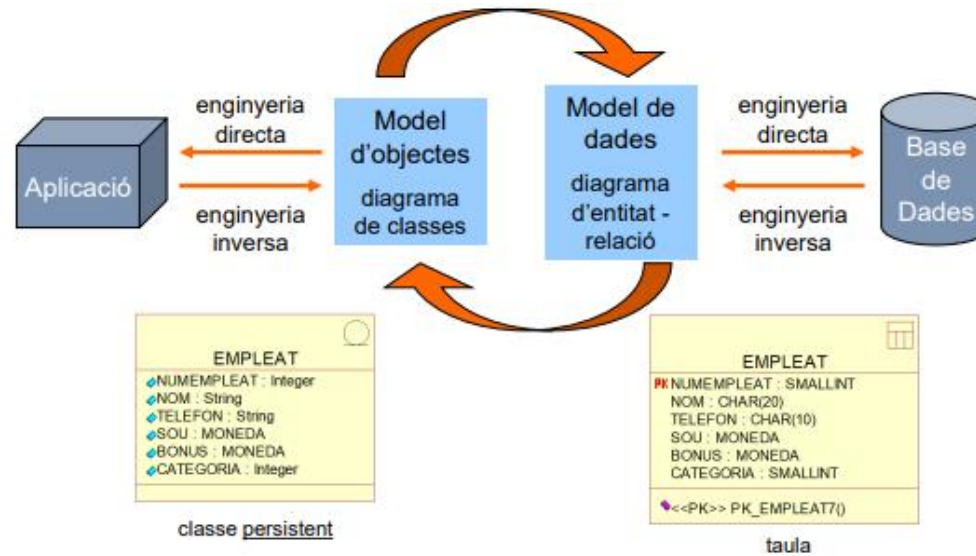 Aplicació
enginyeria
directa
enginyeria
inversa
Model
d'objectes
diagrama
de classes
Model de
dades
diagrama
d'entitat -
relació
enginyeria
directa
enginyeria
inversa
Base
de
Dades
EMPLEAT
NUMEMPLEAT : Integer
NOM : String
TELEFON : String
SOU : MONEDA
BONUS : MONEDA
CATEGORIA : Integer
classe persistent
EMPLEAT
PK NUMEMPLEAT : SMALLINT
NOM : CHAR(20)
TELEFON : CHAR(10)
SOU : MONEDA
BONUS : MONEDA
CATEGORIA : SMALLINT
<<PK>> PK_EMPLEAT7()
taula